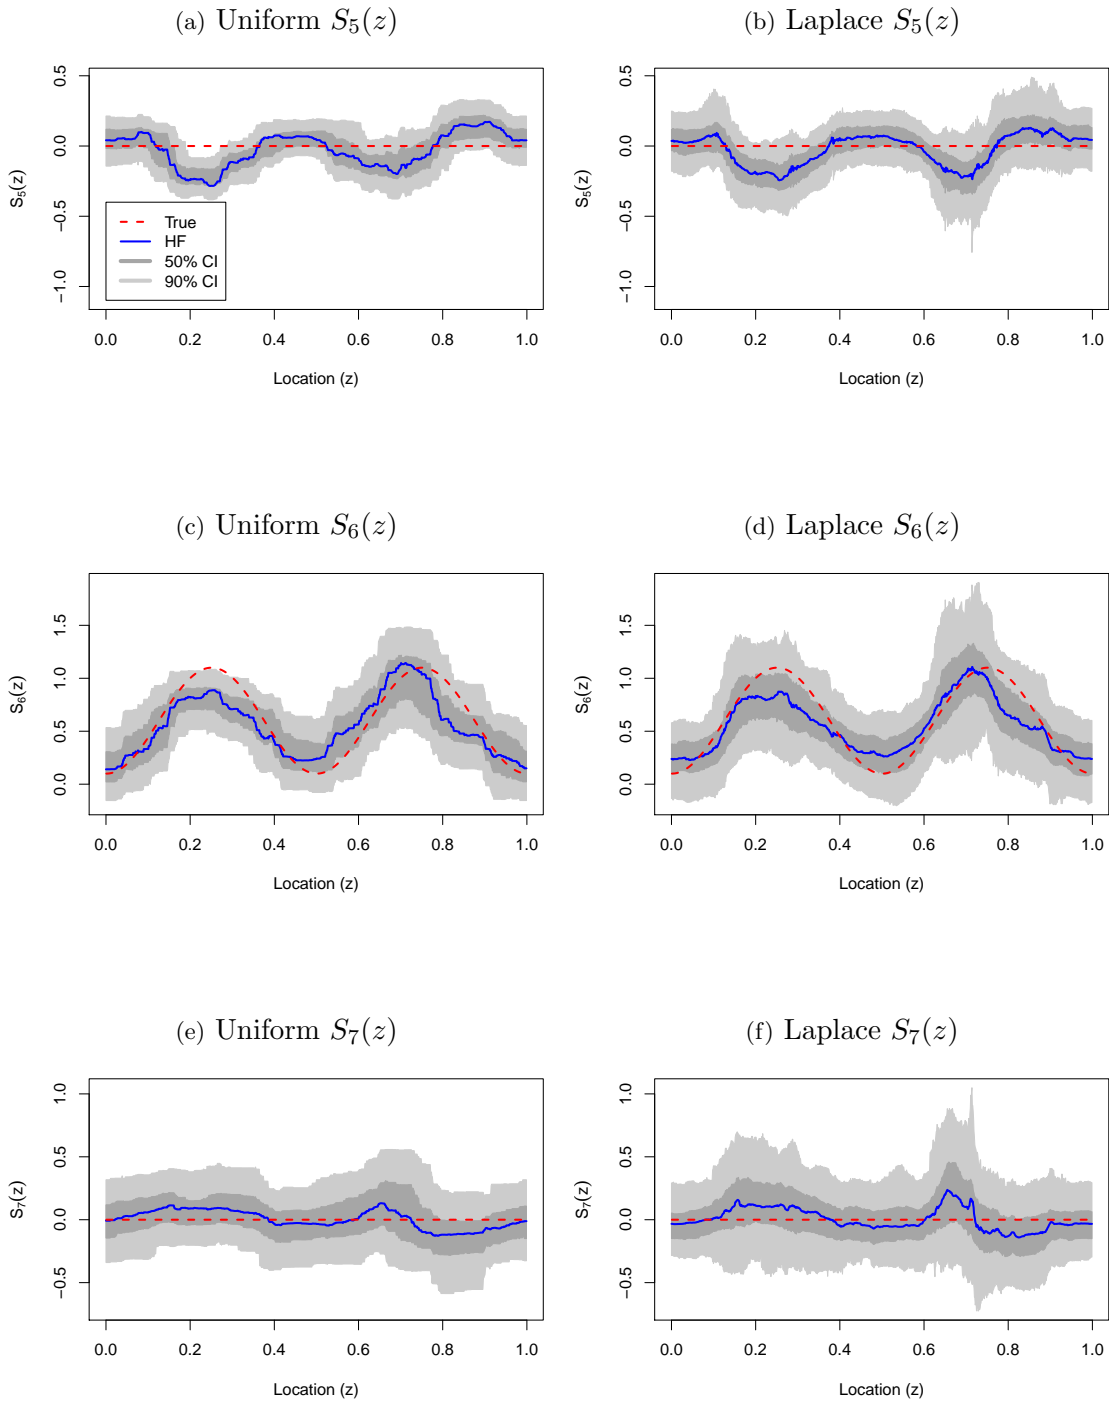 (a) Uniform S₅(z)
0.5
0.0
−0.5
−1.0
S₅(z)
True
HF
50% CI
90% CI
0.0 0.2 0.4 0.6 0.8 1.0
Location (z)
(b) Laplace S₅(z)
0.5
0.0
−0.5
−1.0
S₅(z)
0.0 0.2 0.4 0.6 0.8 1.0
Location (z)
(c) Uniform S₆(z)
1.5
1.0
0.5
0.0
S₆(z)
0.0 0.2 0.4 0.6 0.8 1.0
Location (z)
(d) Laplace S₆(z)
1.5
1.0
0.5
0.0
S₆(z)
0.0 0.2 0.4 0.6 0.8 1.0
Location (z)
(e) Uniform S₇(z)
1.0
0.5
0.0
−0.5
S₇(z)
0.0 0.2 0.4 0.6 0.8 1.0
Location (z)
(f) Laplace S₇(z)
1.0
0.5
0.0
−0.5
S₇(z)
0.0 0.2 0.4 0.6 0.8 1.0
Location (z)